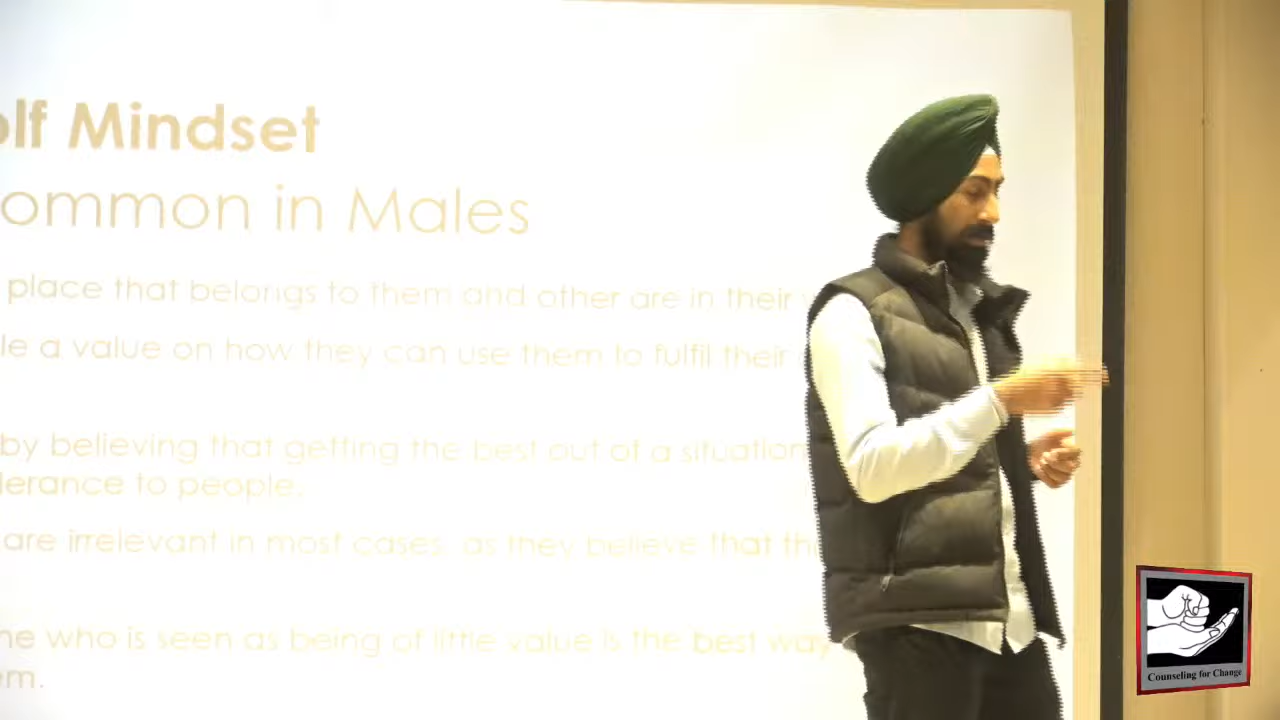 olf Mindset
ommon in Males
place that belongs to them and other are in their
le a value on how they can use them to fulfil their
by believing that getting the best out of a situation
lerance to people.
are irrelevant in most cases, as they believe that
ne who is seen as being of little value is the best way
em.
Counseling for Change